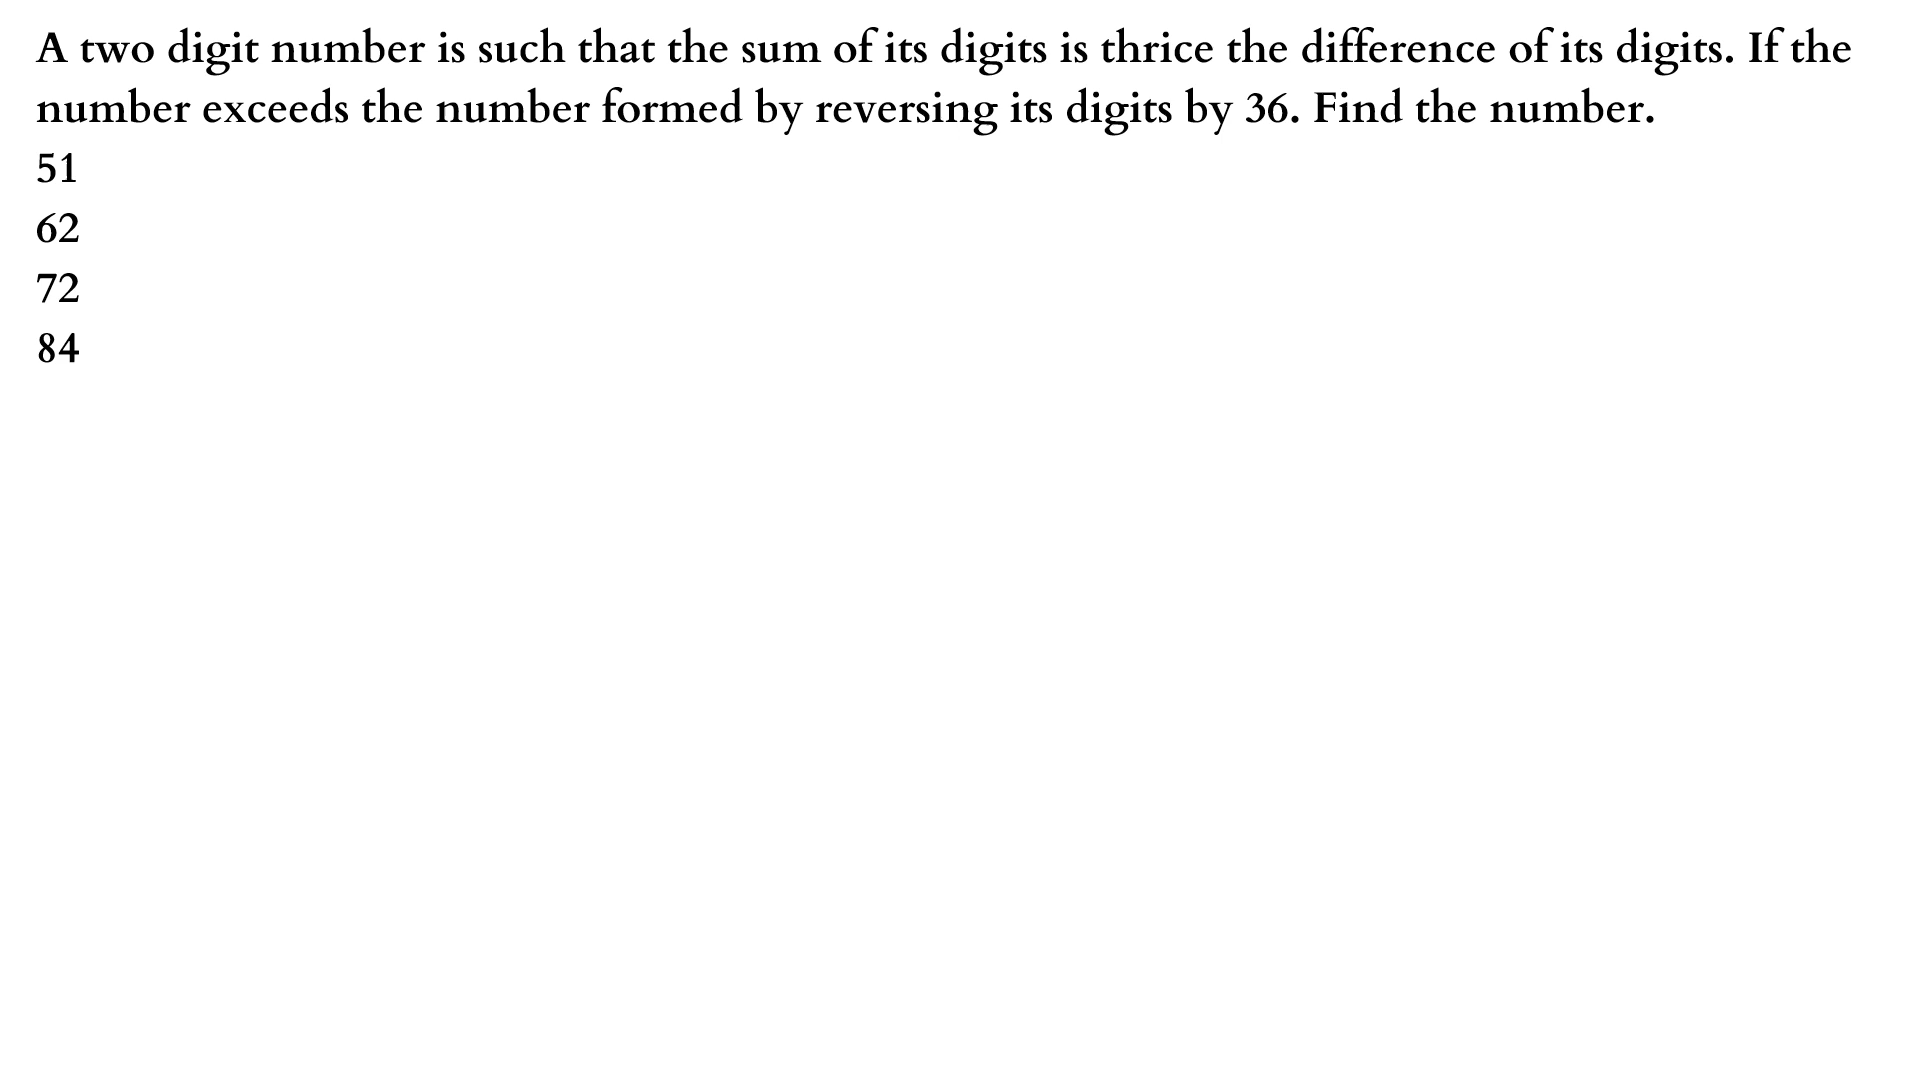 A two digit number is such that the sum of its digits is thrice the difference of its digits. If the
number exceeds the number formed by reversing its digits by 36. Find the number.
51
62
72
84